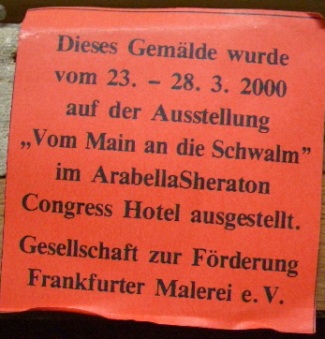 Dieses Gemälde wurde
vom 23. – 28. 3. 2000
auf der Ausstellung
„Vom Main an die Schwalm”
im ArabellaSheraton
Congress Hotel ausgestellt.
Gesellschaft zur Förderung
Frankfurter Malerei e. V.